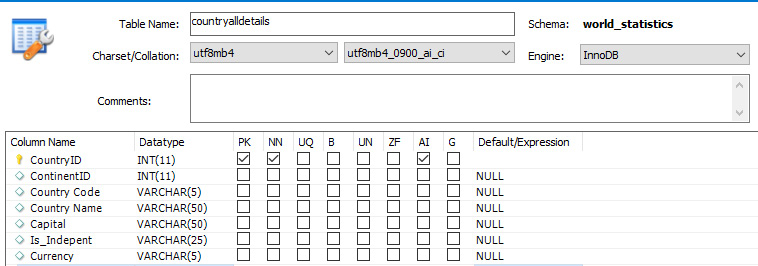 Table Name: countryalldetails Schema: world_statistics
Charset/Collation: utf8mb4 utf8mb4_0900_ai_ci Engine: InnoDB
Comments:
Column Name Datatype PK NN UQ B UN ZF AI G Default/Expression
CountryID INT(11)
ContinentID INT(11) NULL
Country Code VARCHAR(5) NULL
Country Name VARCHAR(50) NULL
Capital VARCHAR(50) NULL
Is_Indepent VARCHAR(25) NULL
Currency VARCHAR(5) NULL